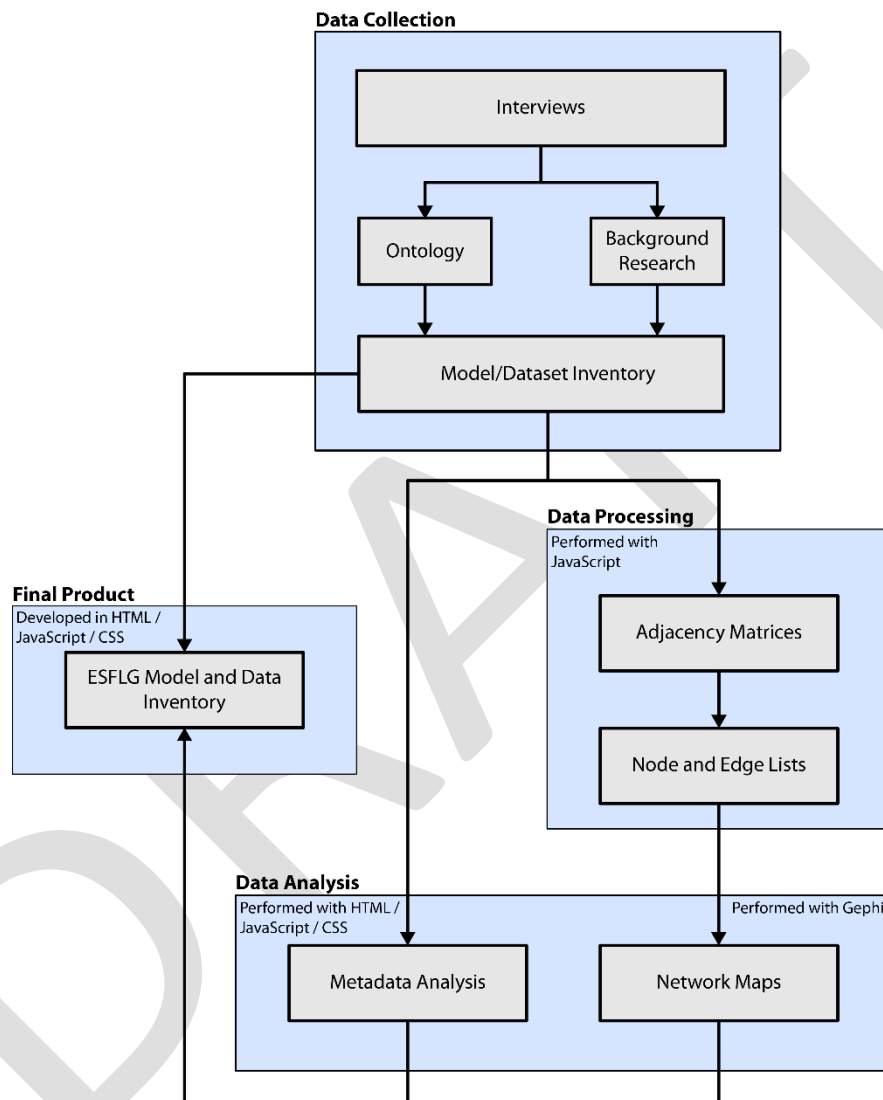 Data Collection
Interviews
Ontology
Background
Research
Model/Dataset Inventory
Data Processing
Performed with
JavaScript
Adjacency Matrices
Node and Edge Lists
Final Product
Developed in HTML /
JavaScript / CSS
ESFLG Model and Data
Inventory
Data Analysis
Performed with HTML /
JavaScript / CSS
Performed with Gephi
Metadata Analysis
Network Maps
DRAFT